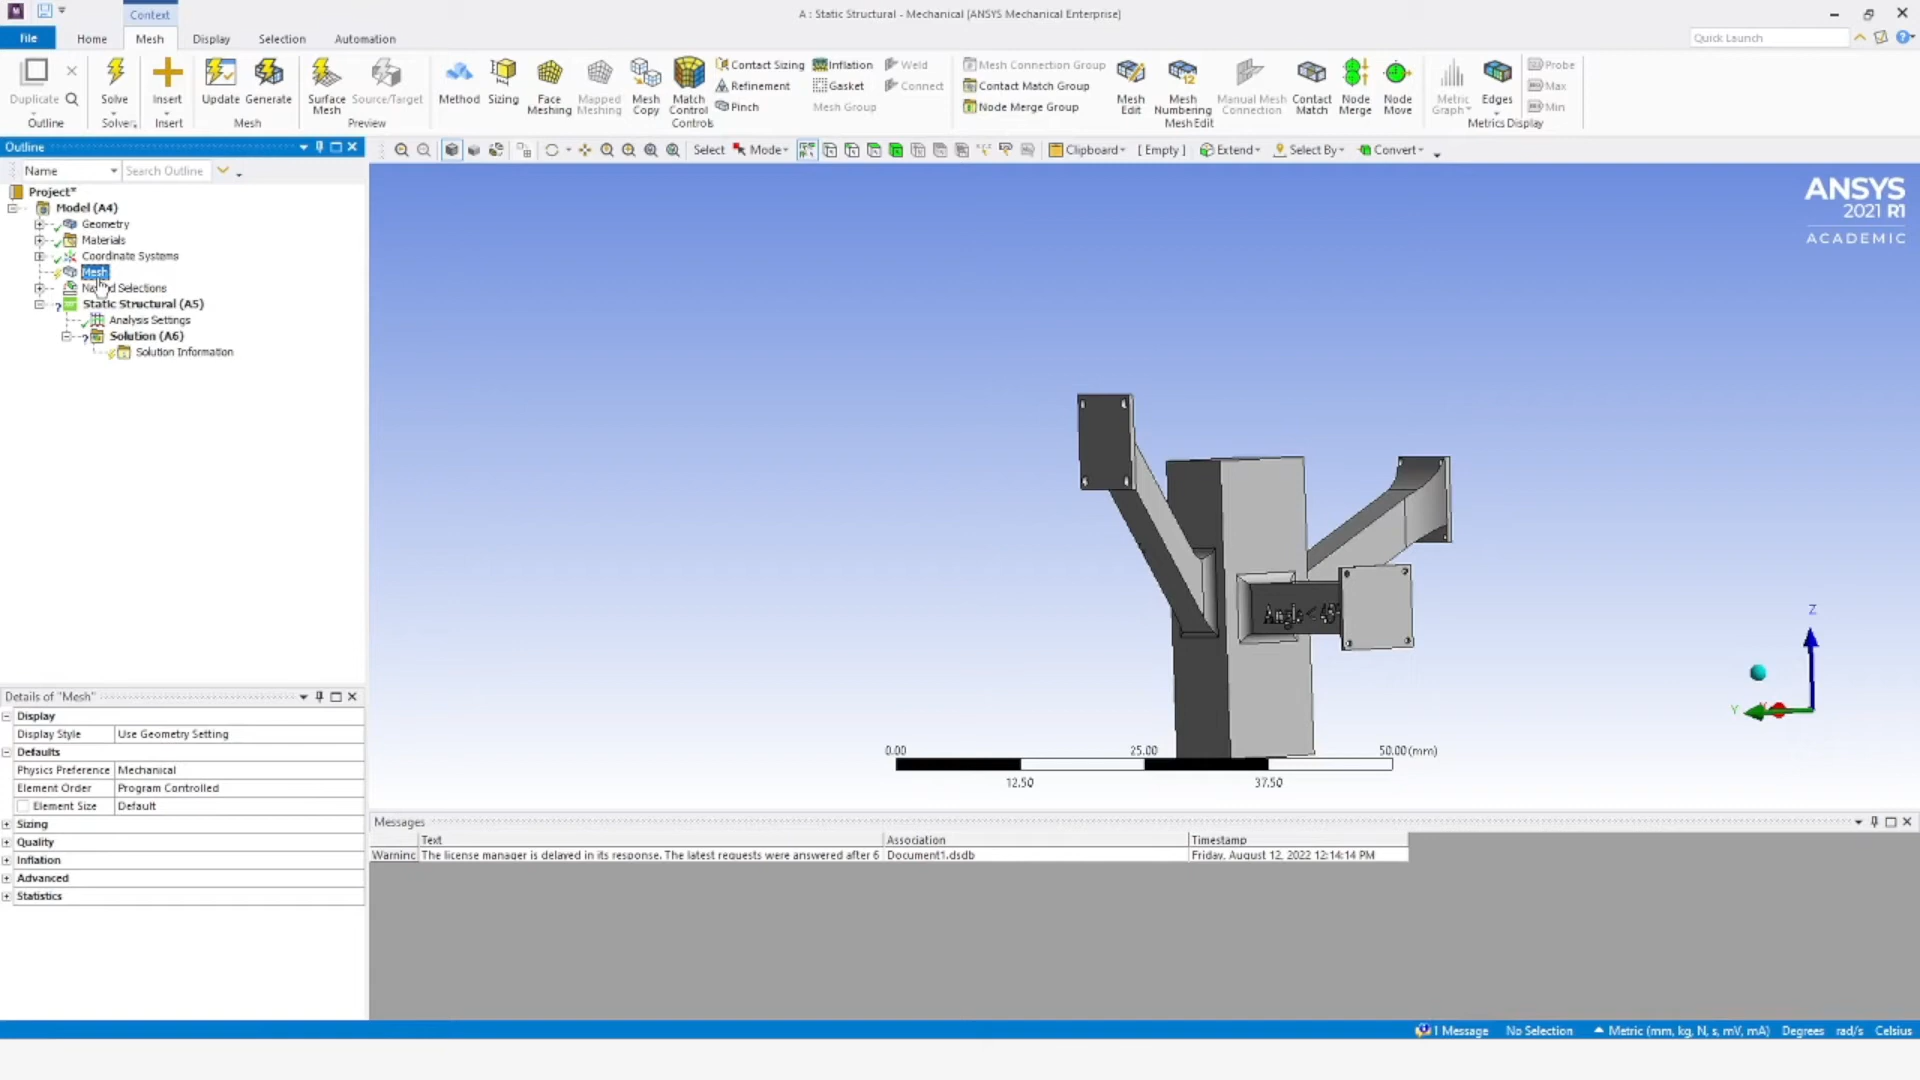 Context
A : Static Structural - Mechanical [ANSYS Mechanical Enterprise]
File Home Mesh Display Selection Automation
Quick Launch
Duplicate
Outline
Solve
Solver
Insert
Insert
Update Generate
Mesh
Surface Mesh Source/Target
Preview
Method Sizing Face Meshing Mapped Meshing Mesh Copy Match Control
Contact Sizing Inflation Weld
Refinement Gasket Connect
Pinch Mesh Group
Controls
Mesh Connection Group
Contact Match Group
Node Merge Group
Mesh Edit Mesh Numbering Manual Mesh Connection Contact Match Node Merge Node Move
Mesh Edit
Metric Graph Edges
Probe
Max
Min
Metrics Display
Outline
Select Mode Clipboard [ Empty ] Extend Select By Convert
Name Search Outline
Project*
Model (A4)
Geometry
Materials
Coordinate Systems
Mesh
Named Selections
Static Structural (A5)
Analysis Settings
Solution (A6)
Solution Information
ANSYS
2021 R1
ACADEMIC
Angle <45
Z
Y
0.00 25.00 50.00 (mm)
12.50 37.50
Details of "Mesh"
Display
Display Style Use Geometry Setting
Defaults
Physics Preference Mechanical
Element Order Program Controlled
Element Size Default
Sizing
Quality
Inflation
Advanced
Statistics
Messages
Text Association Timestamp
Warning The license manager is delayed in its response. The latest requests were answered after 6 Document1.dsdb Friday, August 12, 2022 12:14:14 PM
1 Message No Selection Metric (mm, kg, N, s, mV, mA) Degrees rad/s Celsius